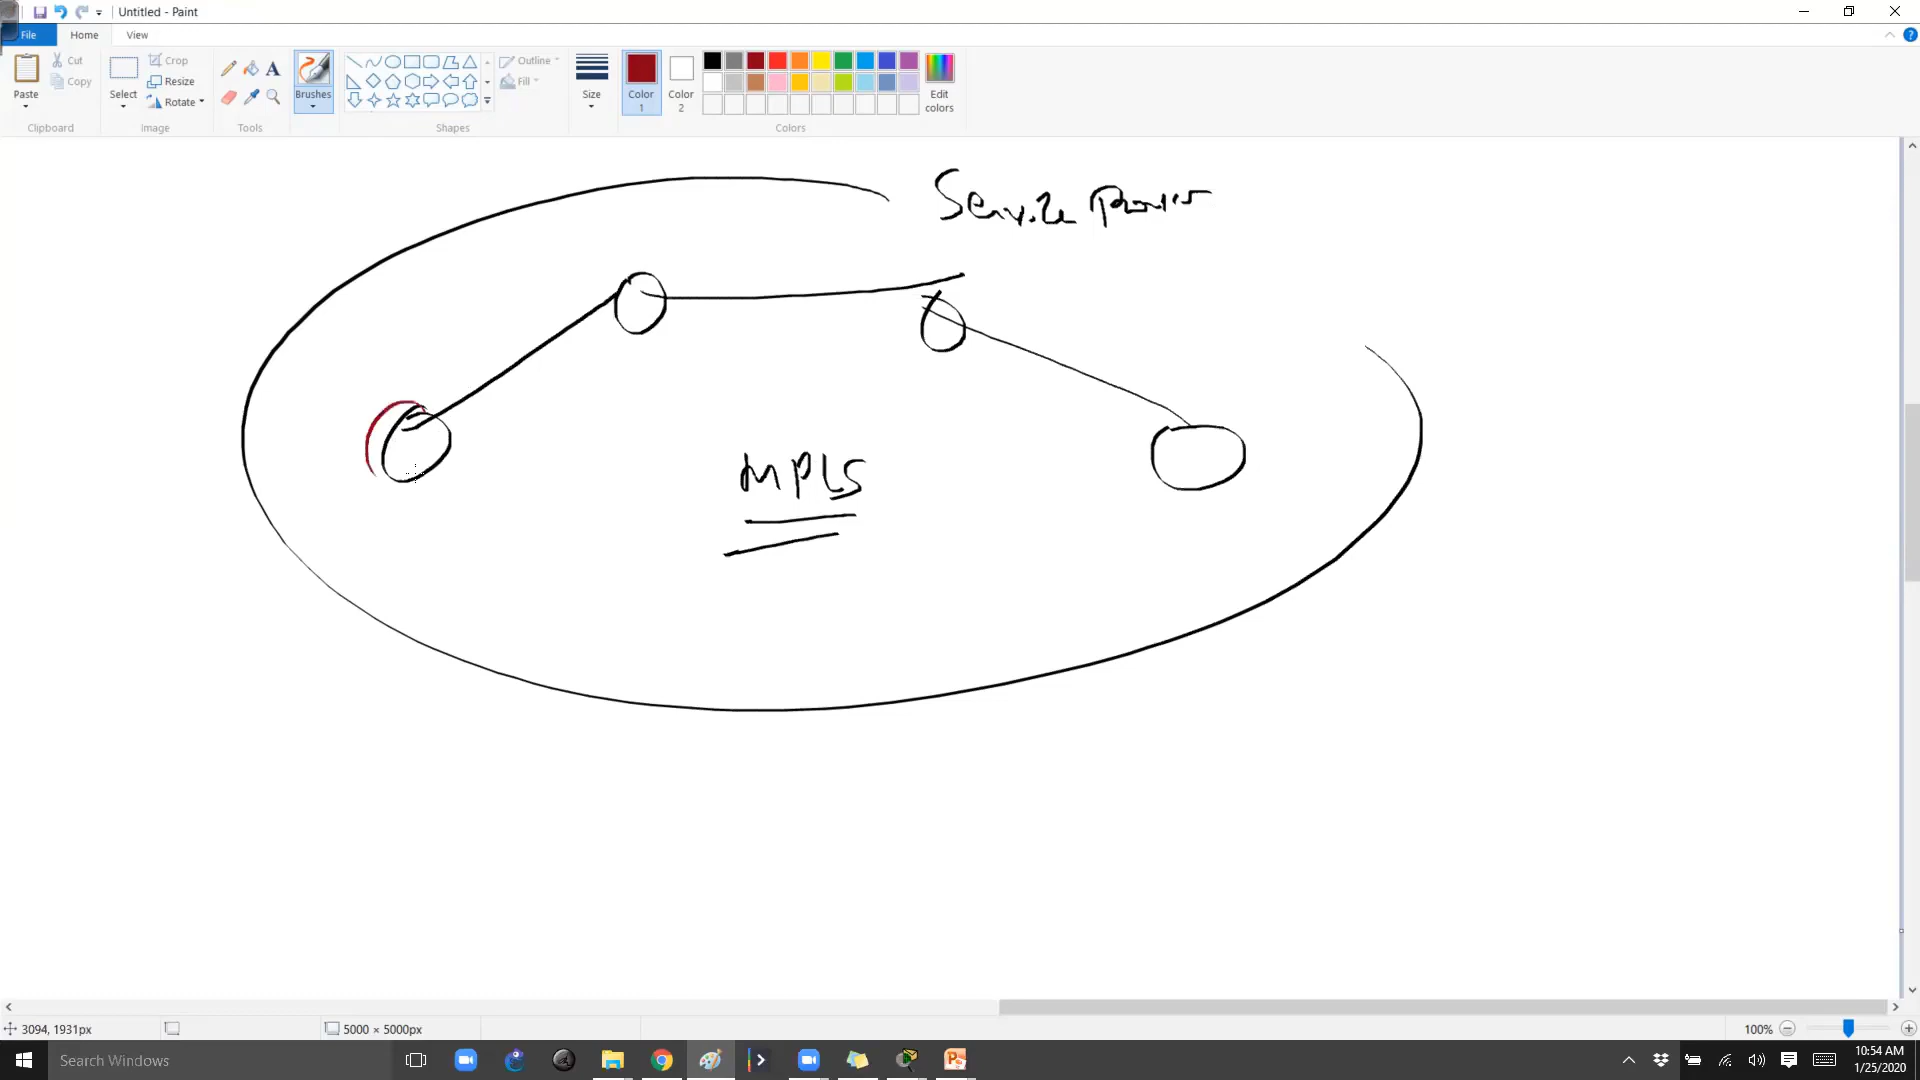 Untitled - Paint
File Home View
Paste
Cut
Copy
Clipboard
Select
Crop
Resize
Rotate
Image
Tools
Brushes
Shapes
Outline
Fill
Size
Color 1
Color 2
Edit colors
Colors
Service
MPLS
3094, 1931px
5000 × 5000px
100%
Search Windows
10:54 AM
1/25/2020